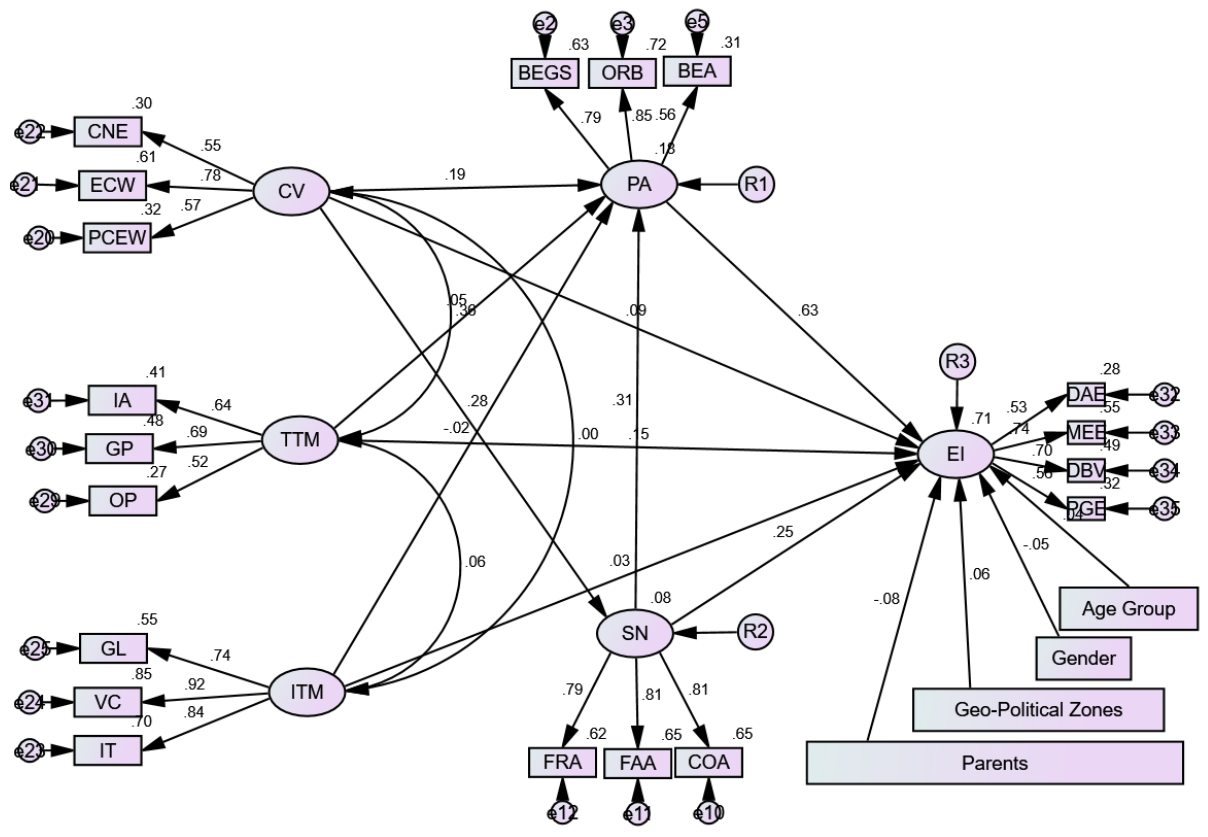 e2 e3 e5
.63 .72 .31
BEGS ORB BEA
.79 .85 .56
.18
PA
R1
.30
e22 CNE
.55
.61
e21 ECW
.78
.32
e20 PCEW
.57
CV
.19
.05
.36
.09
.63
.41
e31 IA
.64
.48
e30 GP
.69
.27
e29 OP
.52
TTM
.28
-.02
.31
.00
.15
R3
.71
EI
.28
.53
DAE e32
.55
.74
MEE e33
.49
.70
DBV e34
.32
.56
PGE e35
.04
.06
.03
.25
-.05
.06
-.08
Age Group
Gender
Geo-Political Zones
Parents
.55
e25 GL
.74
.85
e24 VC
.92
.70
e23 IT
.84
ITM
.08
SN
R2
.79 .81 .81
.62 .65 .65
FRA FAA COA
e12 e11 e10